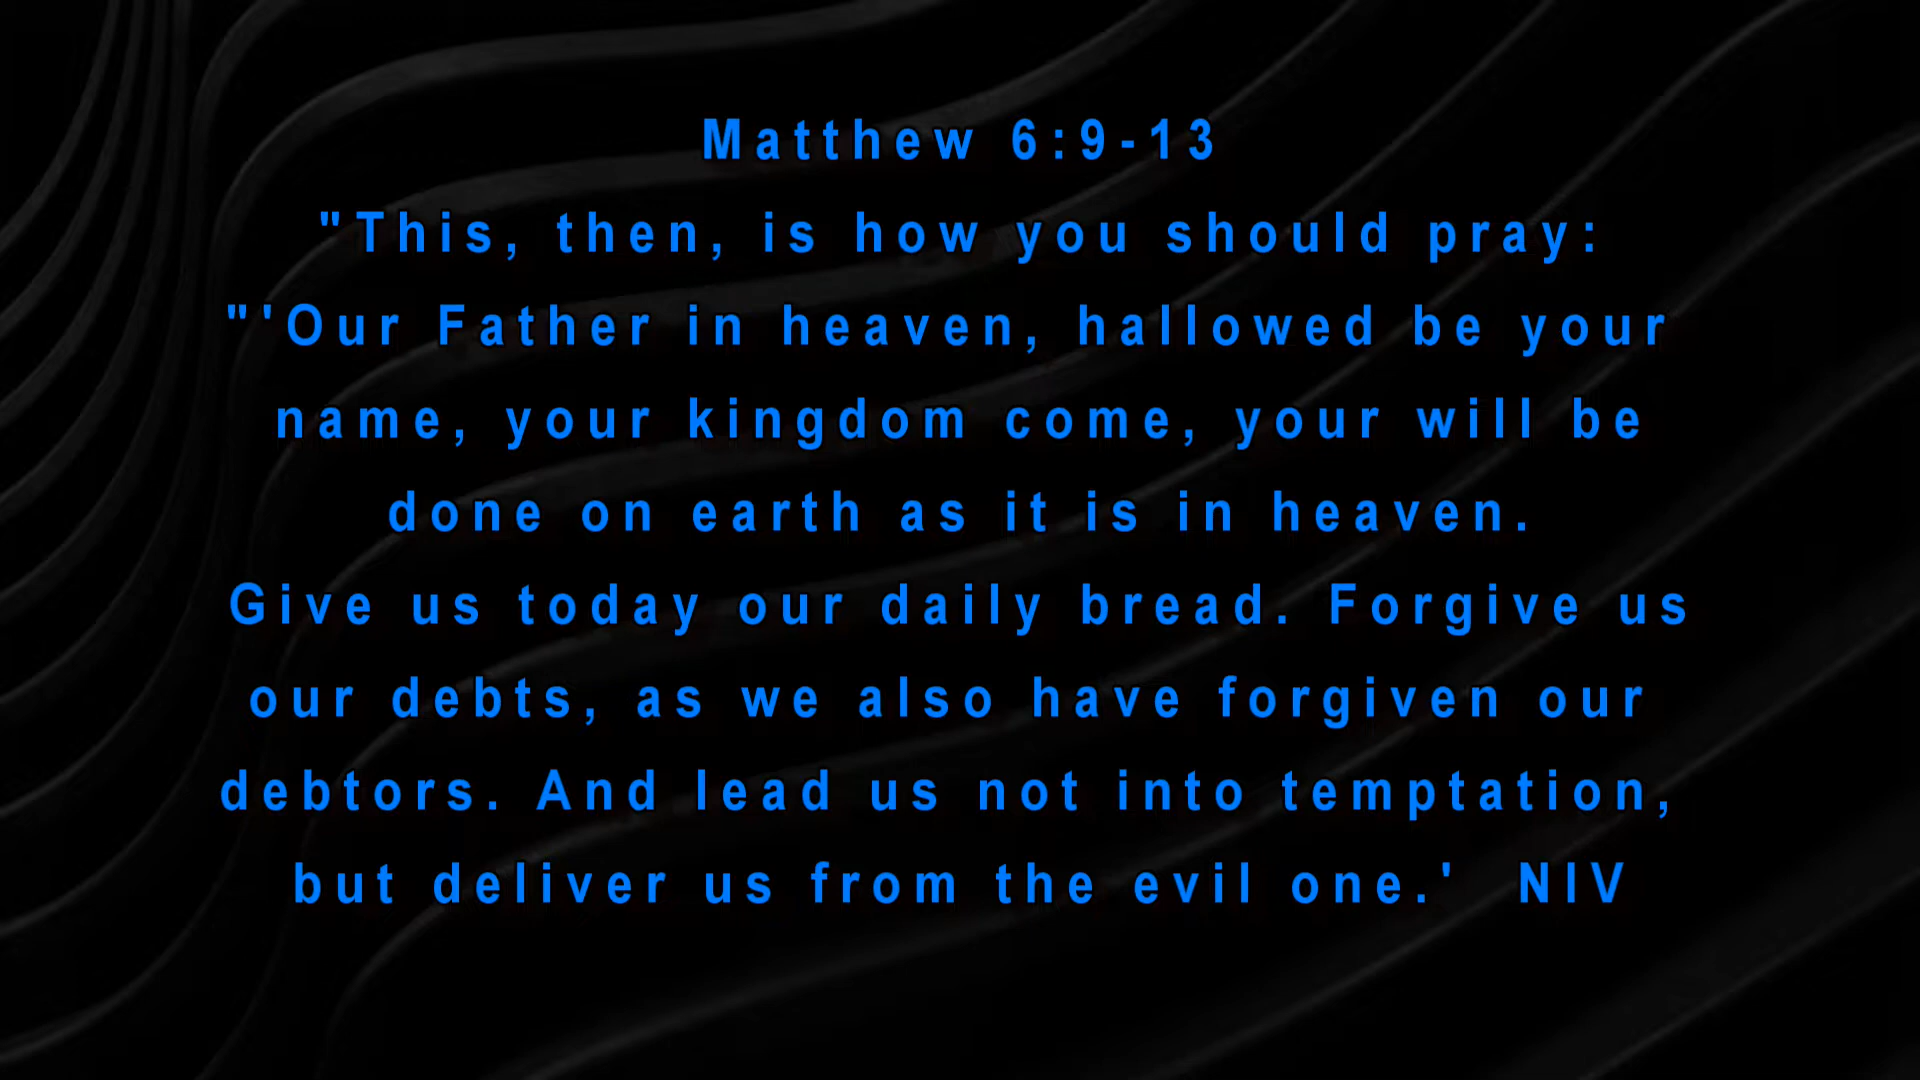 Matthew 6:9-13
"This, then, is how you should pray:
"'Our Father in heaven, hallowed be your
name, your kingdom come, your will be
done on earth as it is in heaven.
Give us today our daily bread. Forgive us
our debts, as we also have forgiven our
debtors. And lead us not into temptation,
but deliver us from the evil one.'  NIV